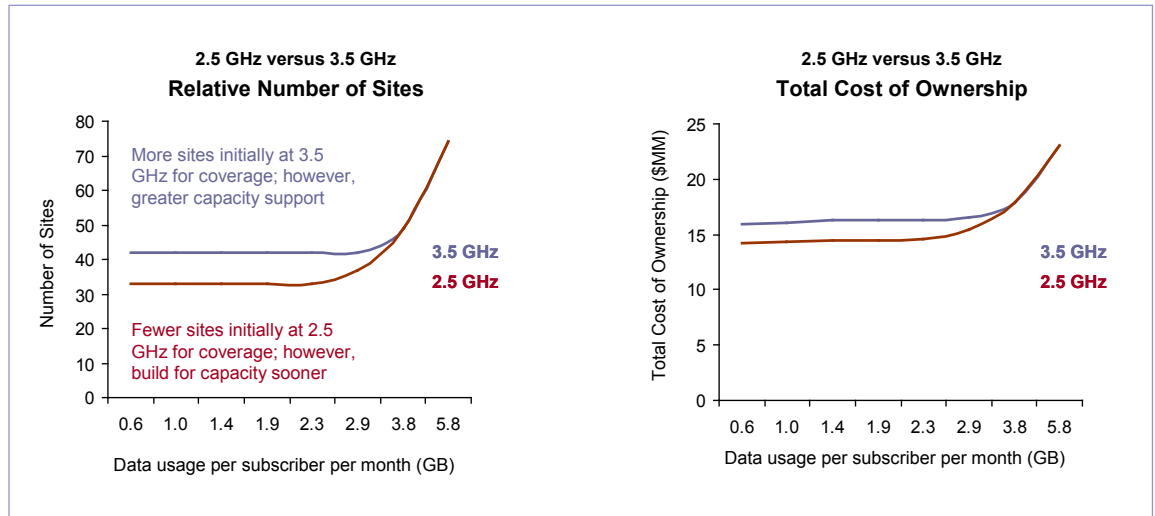 2.5 GHz versus 3.5 GHz
Relative Number of Sites
80
70
60
50
40
30
20
10
0
Number of Sites
More sites initially at 3.5
GHz for coverage; however,
greater capacity support
3.5 GHz
2.5 GHz
Fewer sites initially at 2.5
GHz for coverage; however,
build for capacity sooner
0.6 1.0 1.4 1.9 2.3 2.9 3.8 5.8
Data usage per subscriber per month (GB)
2.5 GHz versus 3.5 GHz
Total Cost of Ownership
25
20
15
10
5
0
Total Cost of Ownership ($MM)
3.5 GHz
2.5 GHz
0.6 1.0 1.4 1.9 2.3 2.9 3.8 5.8
Data usage per subscriber per month (GB)